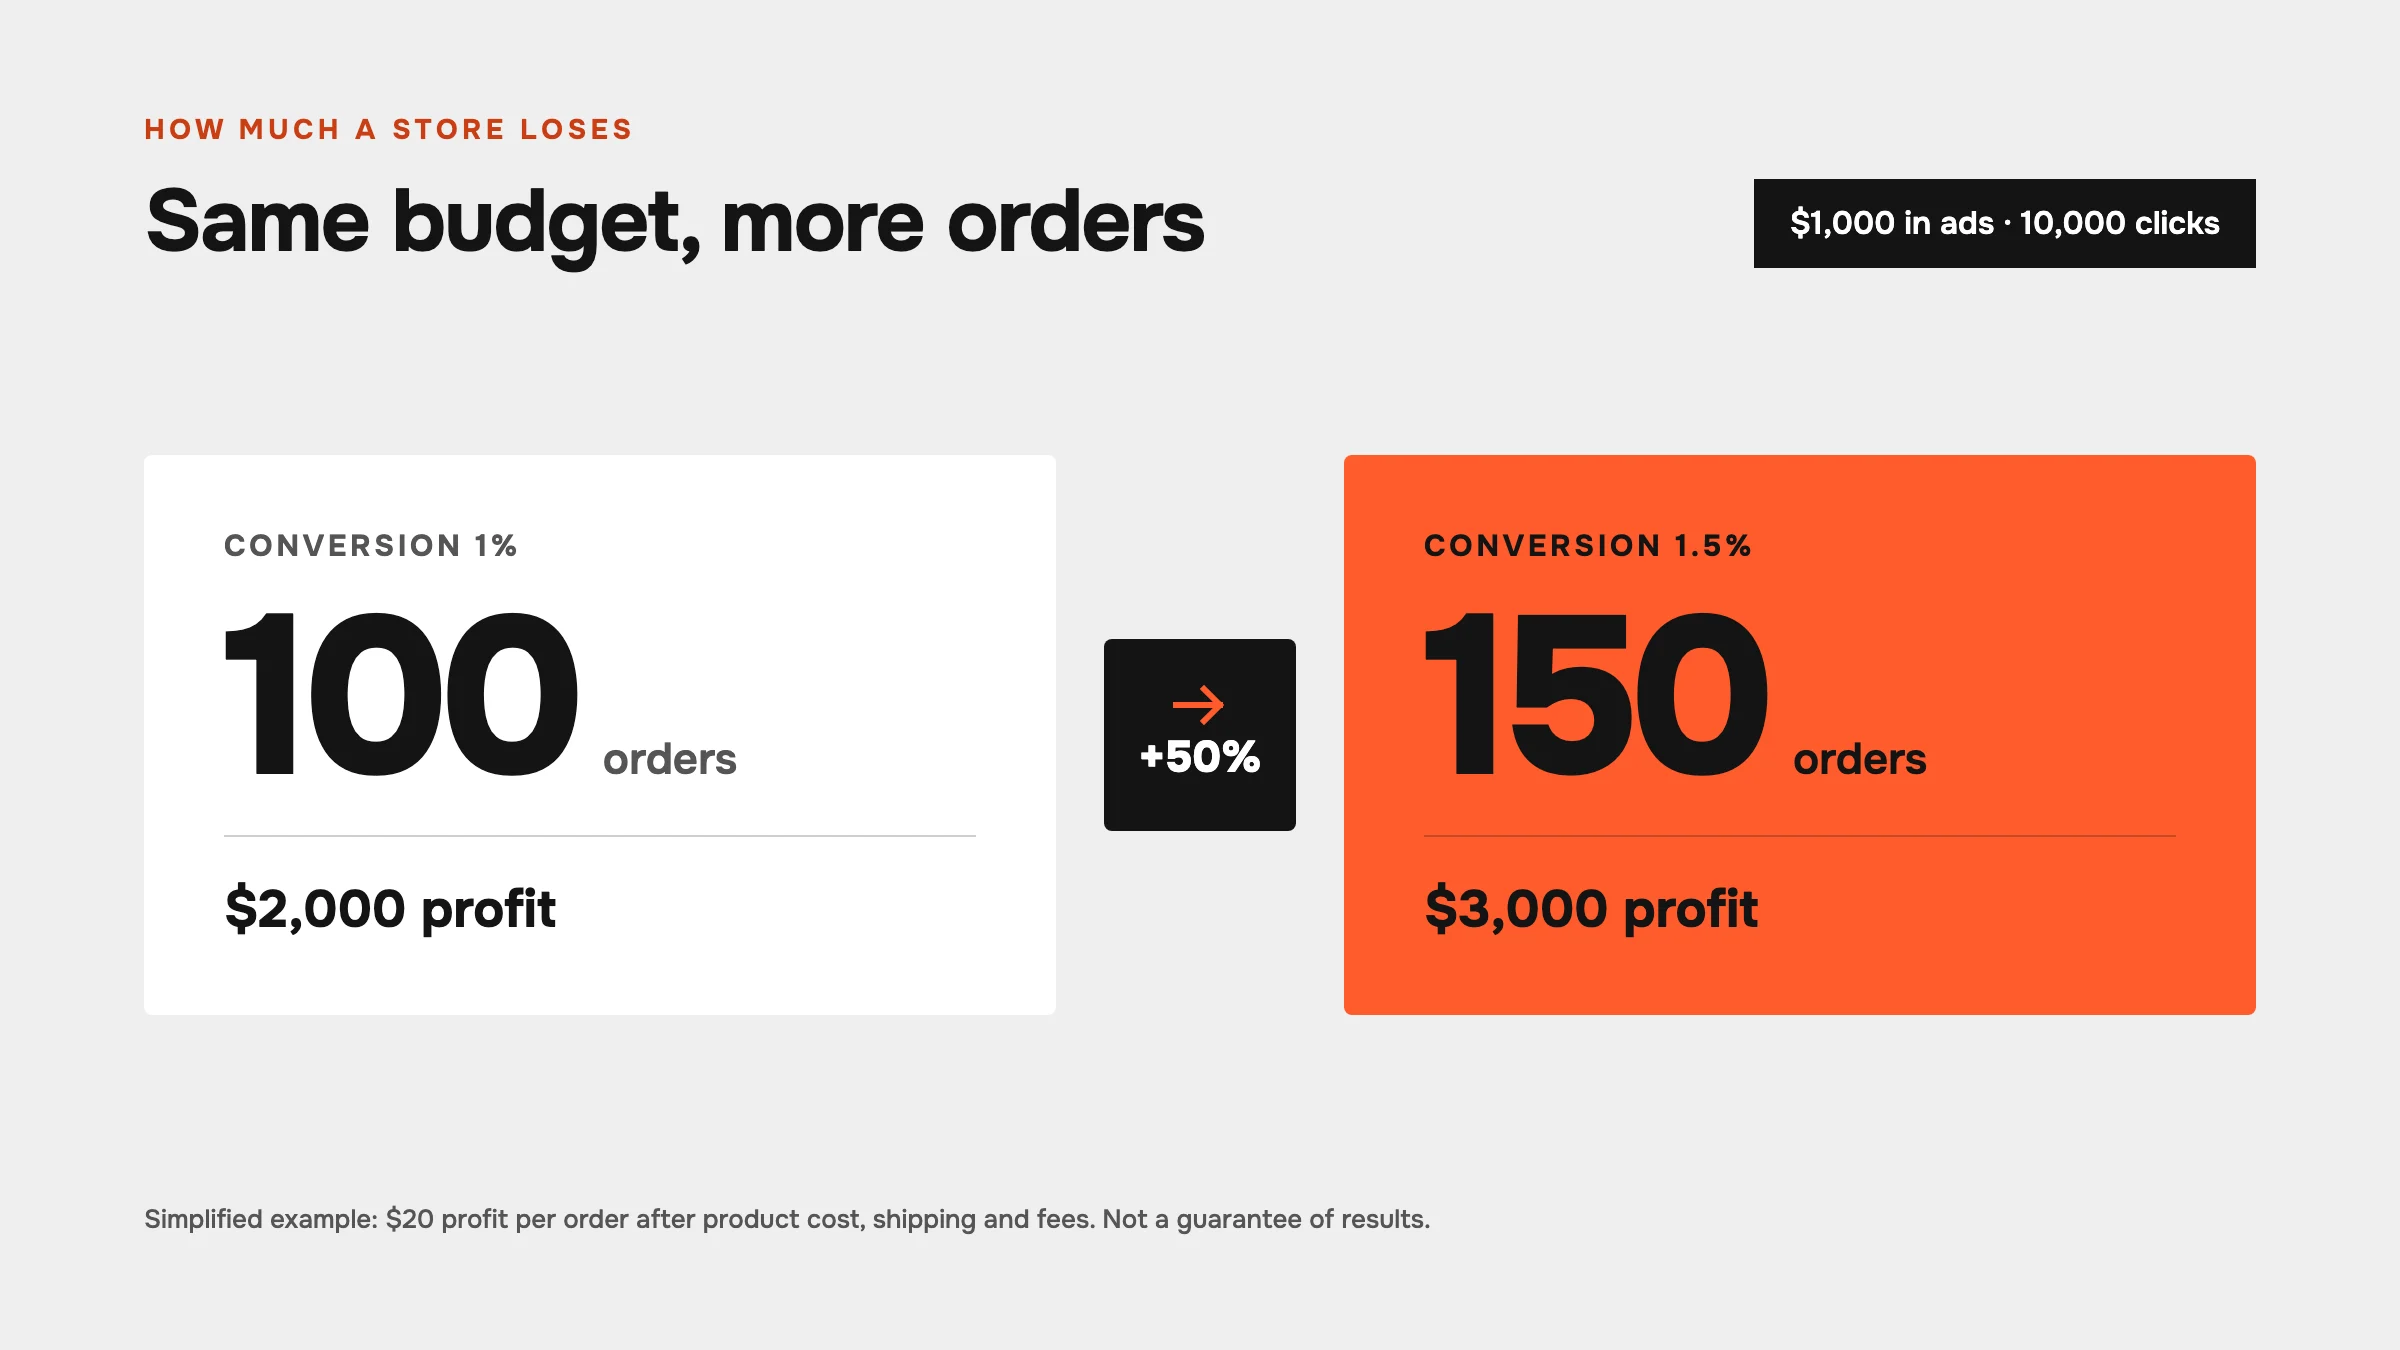 HOW MUCH A STORE LOSES
Same budget, more orders
$1,000 in ads · 10,000 clicks
CONVERSION 1%
100 orders
$2,000 profit
→
+50%
CONVERSION 1.5%
150 orders
$3,000 profit
Simplified example: $20 profit per order after product cost, shipping and fees. Not a guarantee of results.